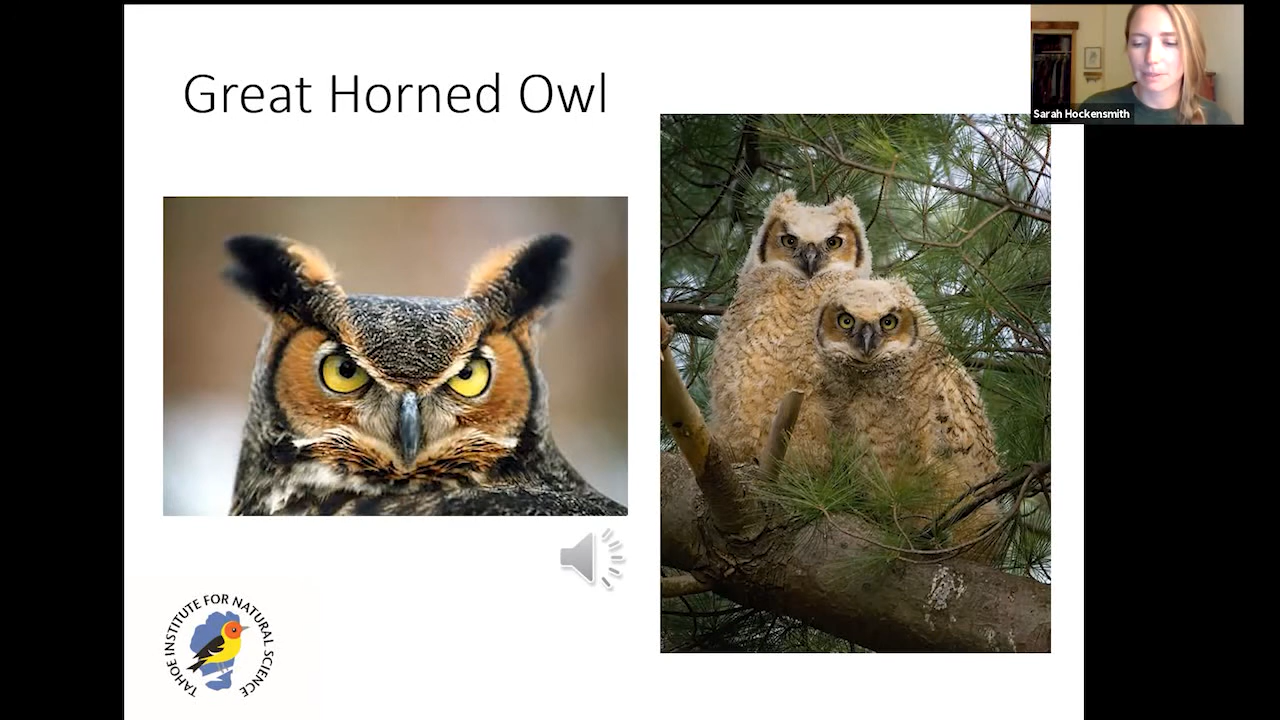 Great Horned Owl
Sarah Hockensmith
TAHOE INSTITUTE FOR NATURAL SCIENCE